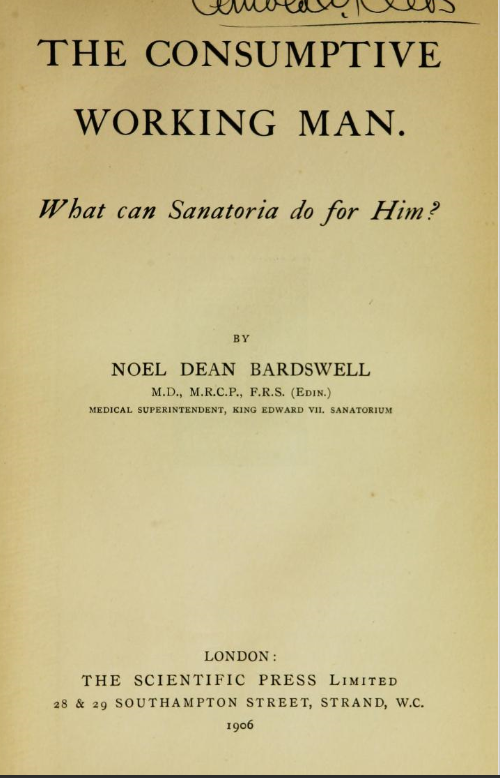 THE CONSUMPTIVE
WORKING MAN.
What can Sanatoria do for Him?
BY
NOEL DEAN BARDSWELL
M.D., M.R.C.P., F.R.S. (EDIN.)
MEDICAL SUPERINTENDENT, KING EDWARD VII. SANATORIUM
LONDON:
THE SCIENTIFIC PRESS LIMITED
28 & 29 SOUTHAMPTON STREET, STRAND, W.C.
1906